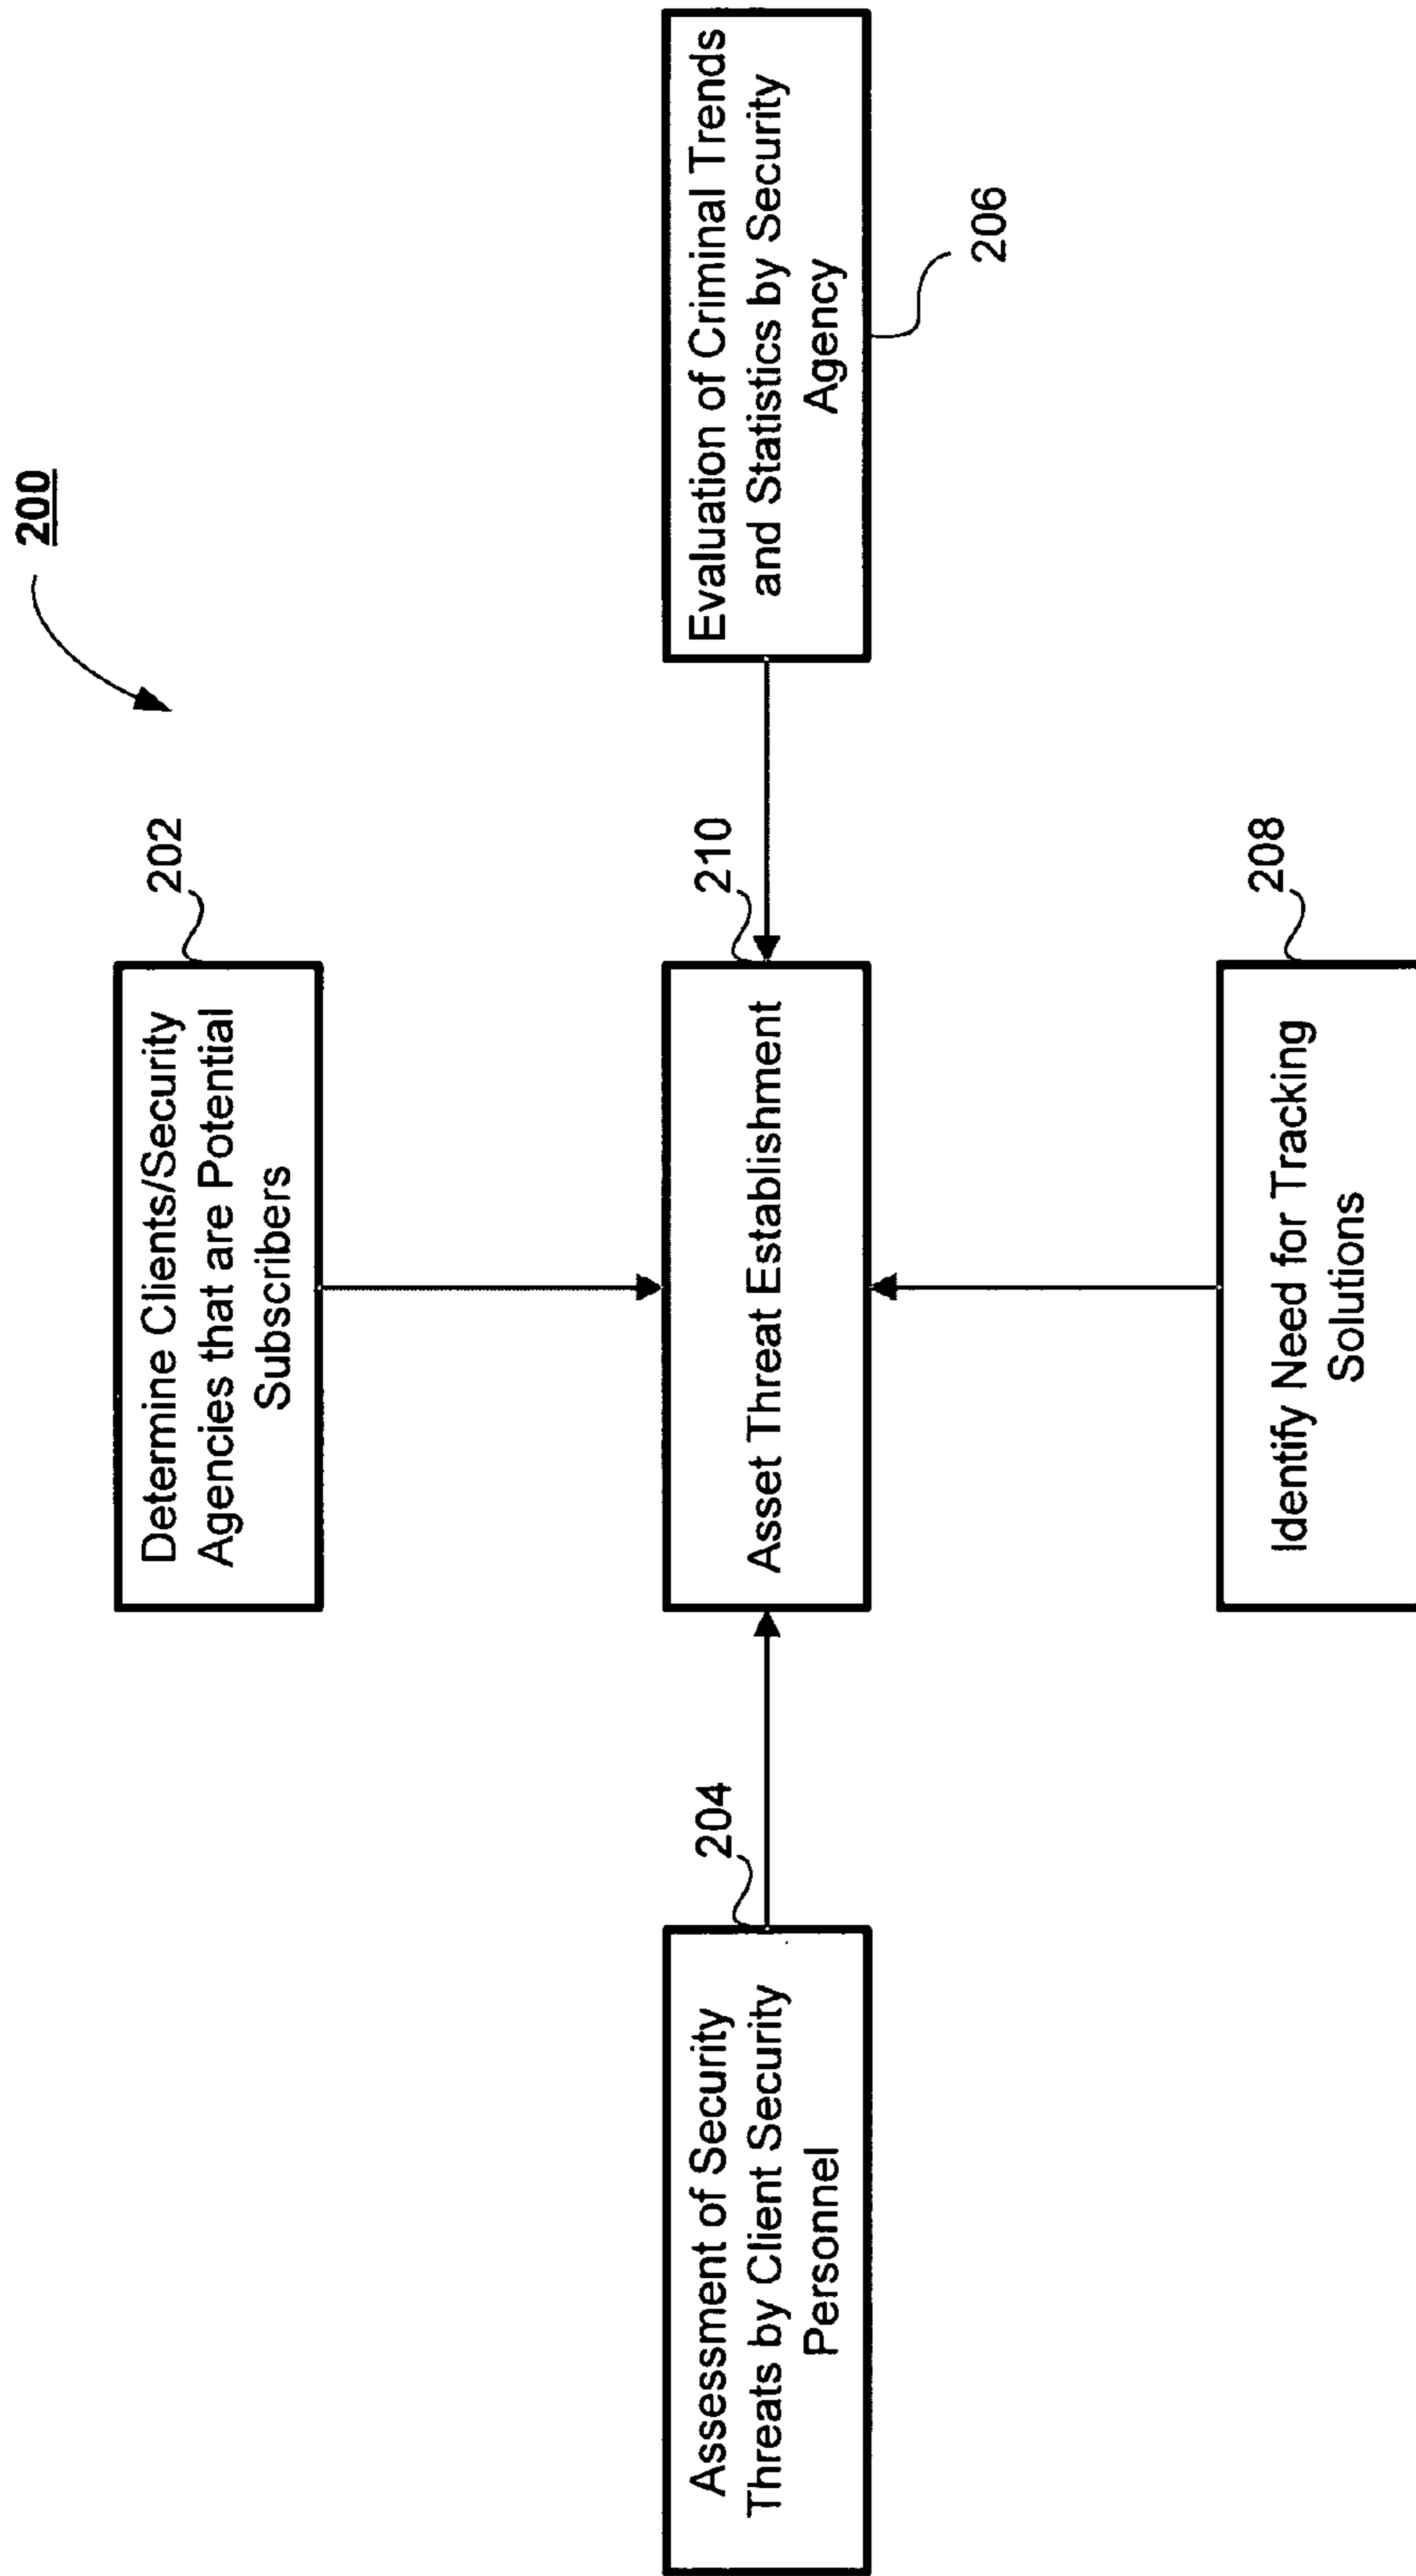 200
202
Determine Clients/Security
Agencies that are Potential
Subscribers
204
Assessment of Security
Threats by Client Security
Personnel
210
Asset Threat Establishment
Evaluation of Criminal Trends
and Statistics by Security
Agency
206
208
Identify Need for Tracking
Solutions